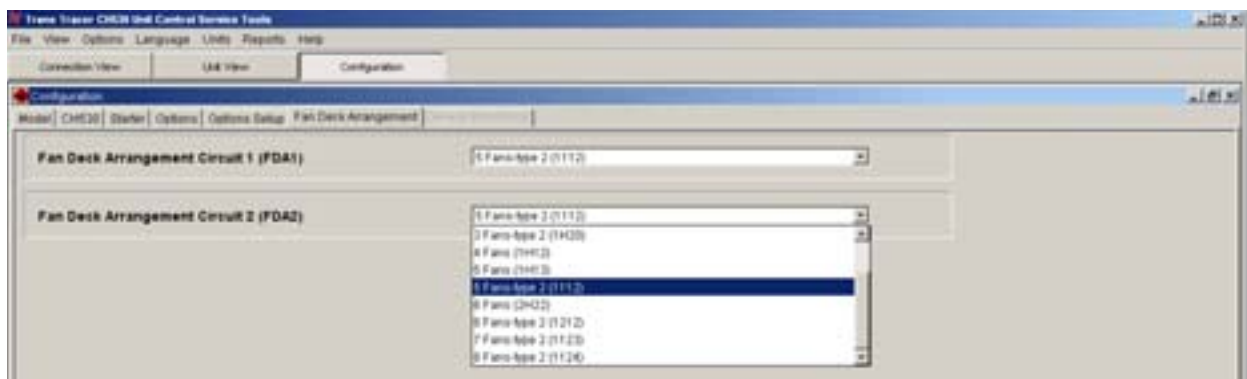 Trane Tracer CH530 Unit Control Service Tools
File View Options Language Units Reports Help
Connection View Unit View Configuration
Configuration
Model CH530 Starter Options Options Setup Fan Deck Arrangement
Fan Deck Arrangement Circuit 1 (FDA1) 5 Fans-type 2 (1112)
Fan Deck Arrangement Circuit 2 (FDA2) 5 Fans-type 2 (1112)
3 Fans-type 2 (1H20)
4 Fans (1H12)
5 Fans (1H13)
5 Fans-type 2 (1112)
6 Fans (2H22)
6 Fans-type 2 (1212)
7 Fans-type 2 (1123)
8 Fans-type 2 (1124)